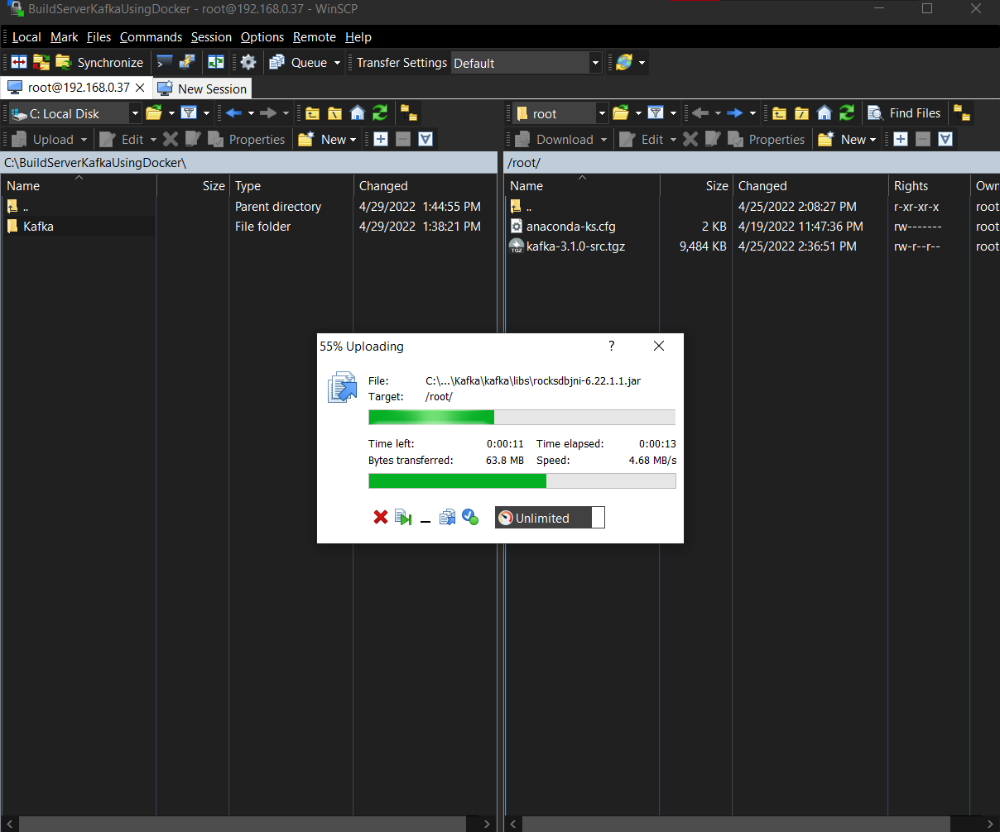 BuildServerKafkaUsingDocker - root@192.168.0.37 - WinSCP
Local Mark Files Commands Session Options Remote Help
Synchronize Queue Transfer Settings Default
root@192.168.0.37 New Session
C: Local Disk
Upload Edit Properties New
C:\BuildServerKafkaUsingDocker\
Name Size Type Changed
.. Parent directory 4/29/2022 1:44:55 PM
Kafka File folder 4/29/2022 1:38:21 PM
root Find Files
Download Edit Properties New
/root/
Name Size Changed Rights Own
.. 4/25/2022 2:08:27 PM r-xr-xr-x root
anaconda-ks.cfg 2 KB 4/19/2022 11:47:36 PM rw------- root
TGZ kafka-3.1.0-src.tgz 9,484 KB 4/25/2022 2:36:51 PM rw-r--r-- root
55% Uploading ?
File: C:\...\Kafka\kafka\libs\rocksdbjni-6.22.1.1.jar
Target: /root/
Time left: 0:00:11 Time elapsed: 0:00:13
Bytes transferred: 63.8 MB Speed: 4.68 MB/s
Unlimited